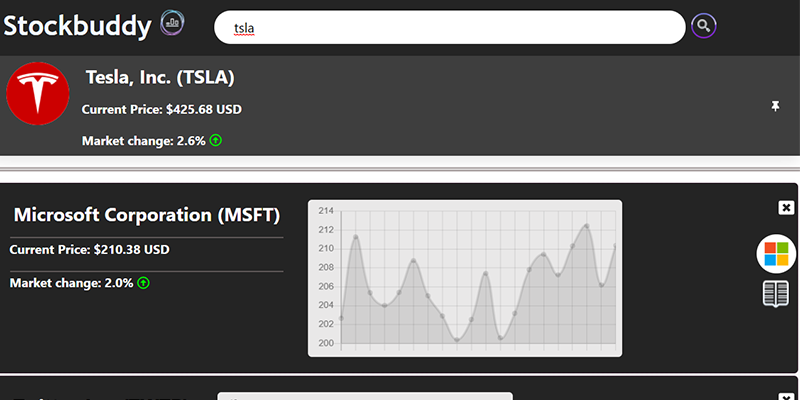 Stockbuddy
tsla
Tesla, Inc. (TSLA)
Current Price: $425.68 USD
Market change: 2.6%
Microsoft Corporation (MSFT)
Current Price: $210.38 USD
Market change: 2.0%
214
212
210
208
206
204
202
200